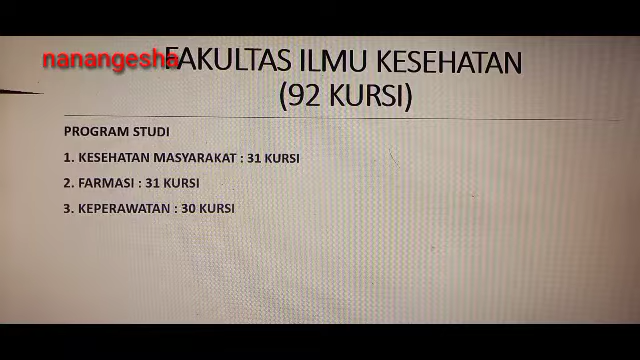 nanangesha
FAKULTAS ILMU KESEHATAN
(92 KURSI)
PROGRAM STUDI
1. KESEHATAN MASYARAKAT : 31 KURSI
2. FARMASI : 31 KURSI
3. KEPERAWATAN : 30 KURSI